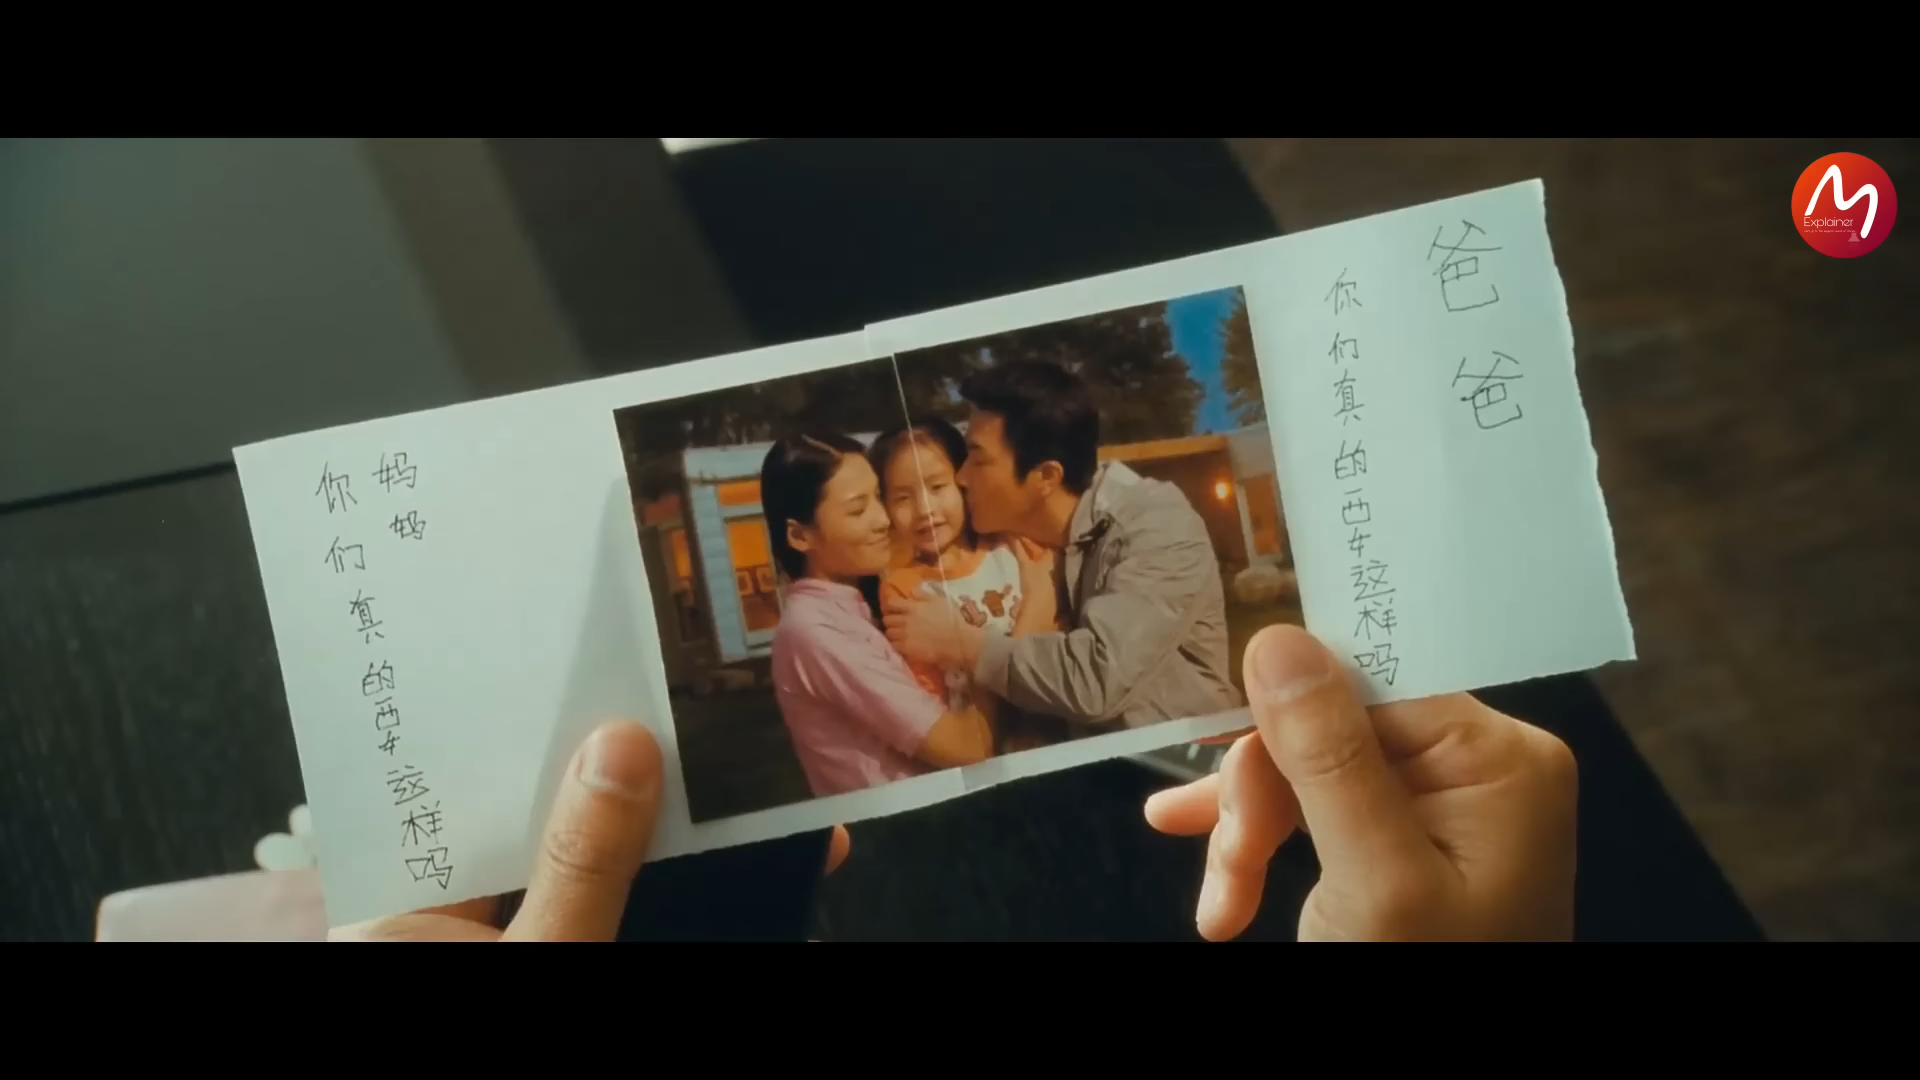 妈妈
你们真的要这样吗
爸爸
你们真的要这样吗
Explainer